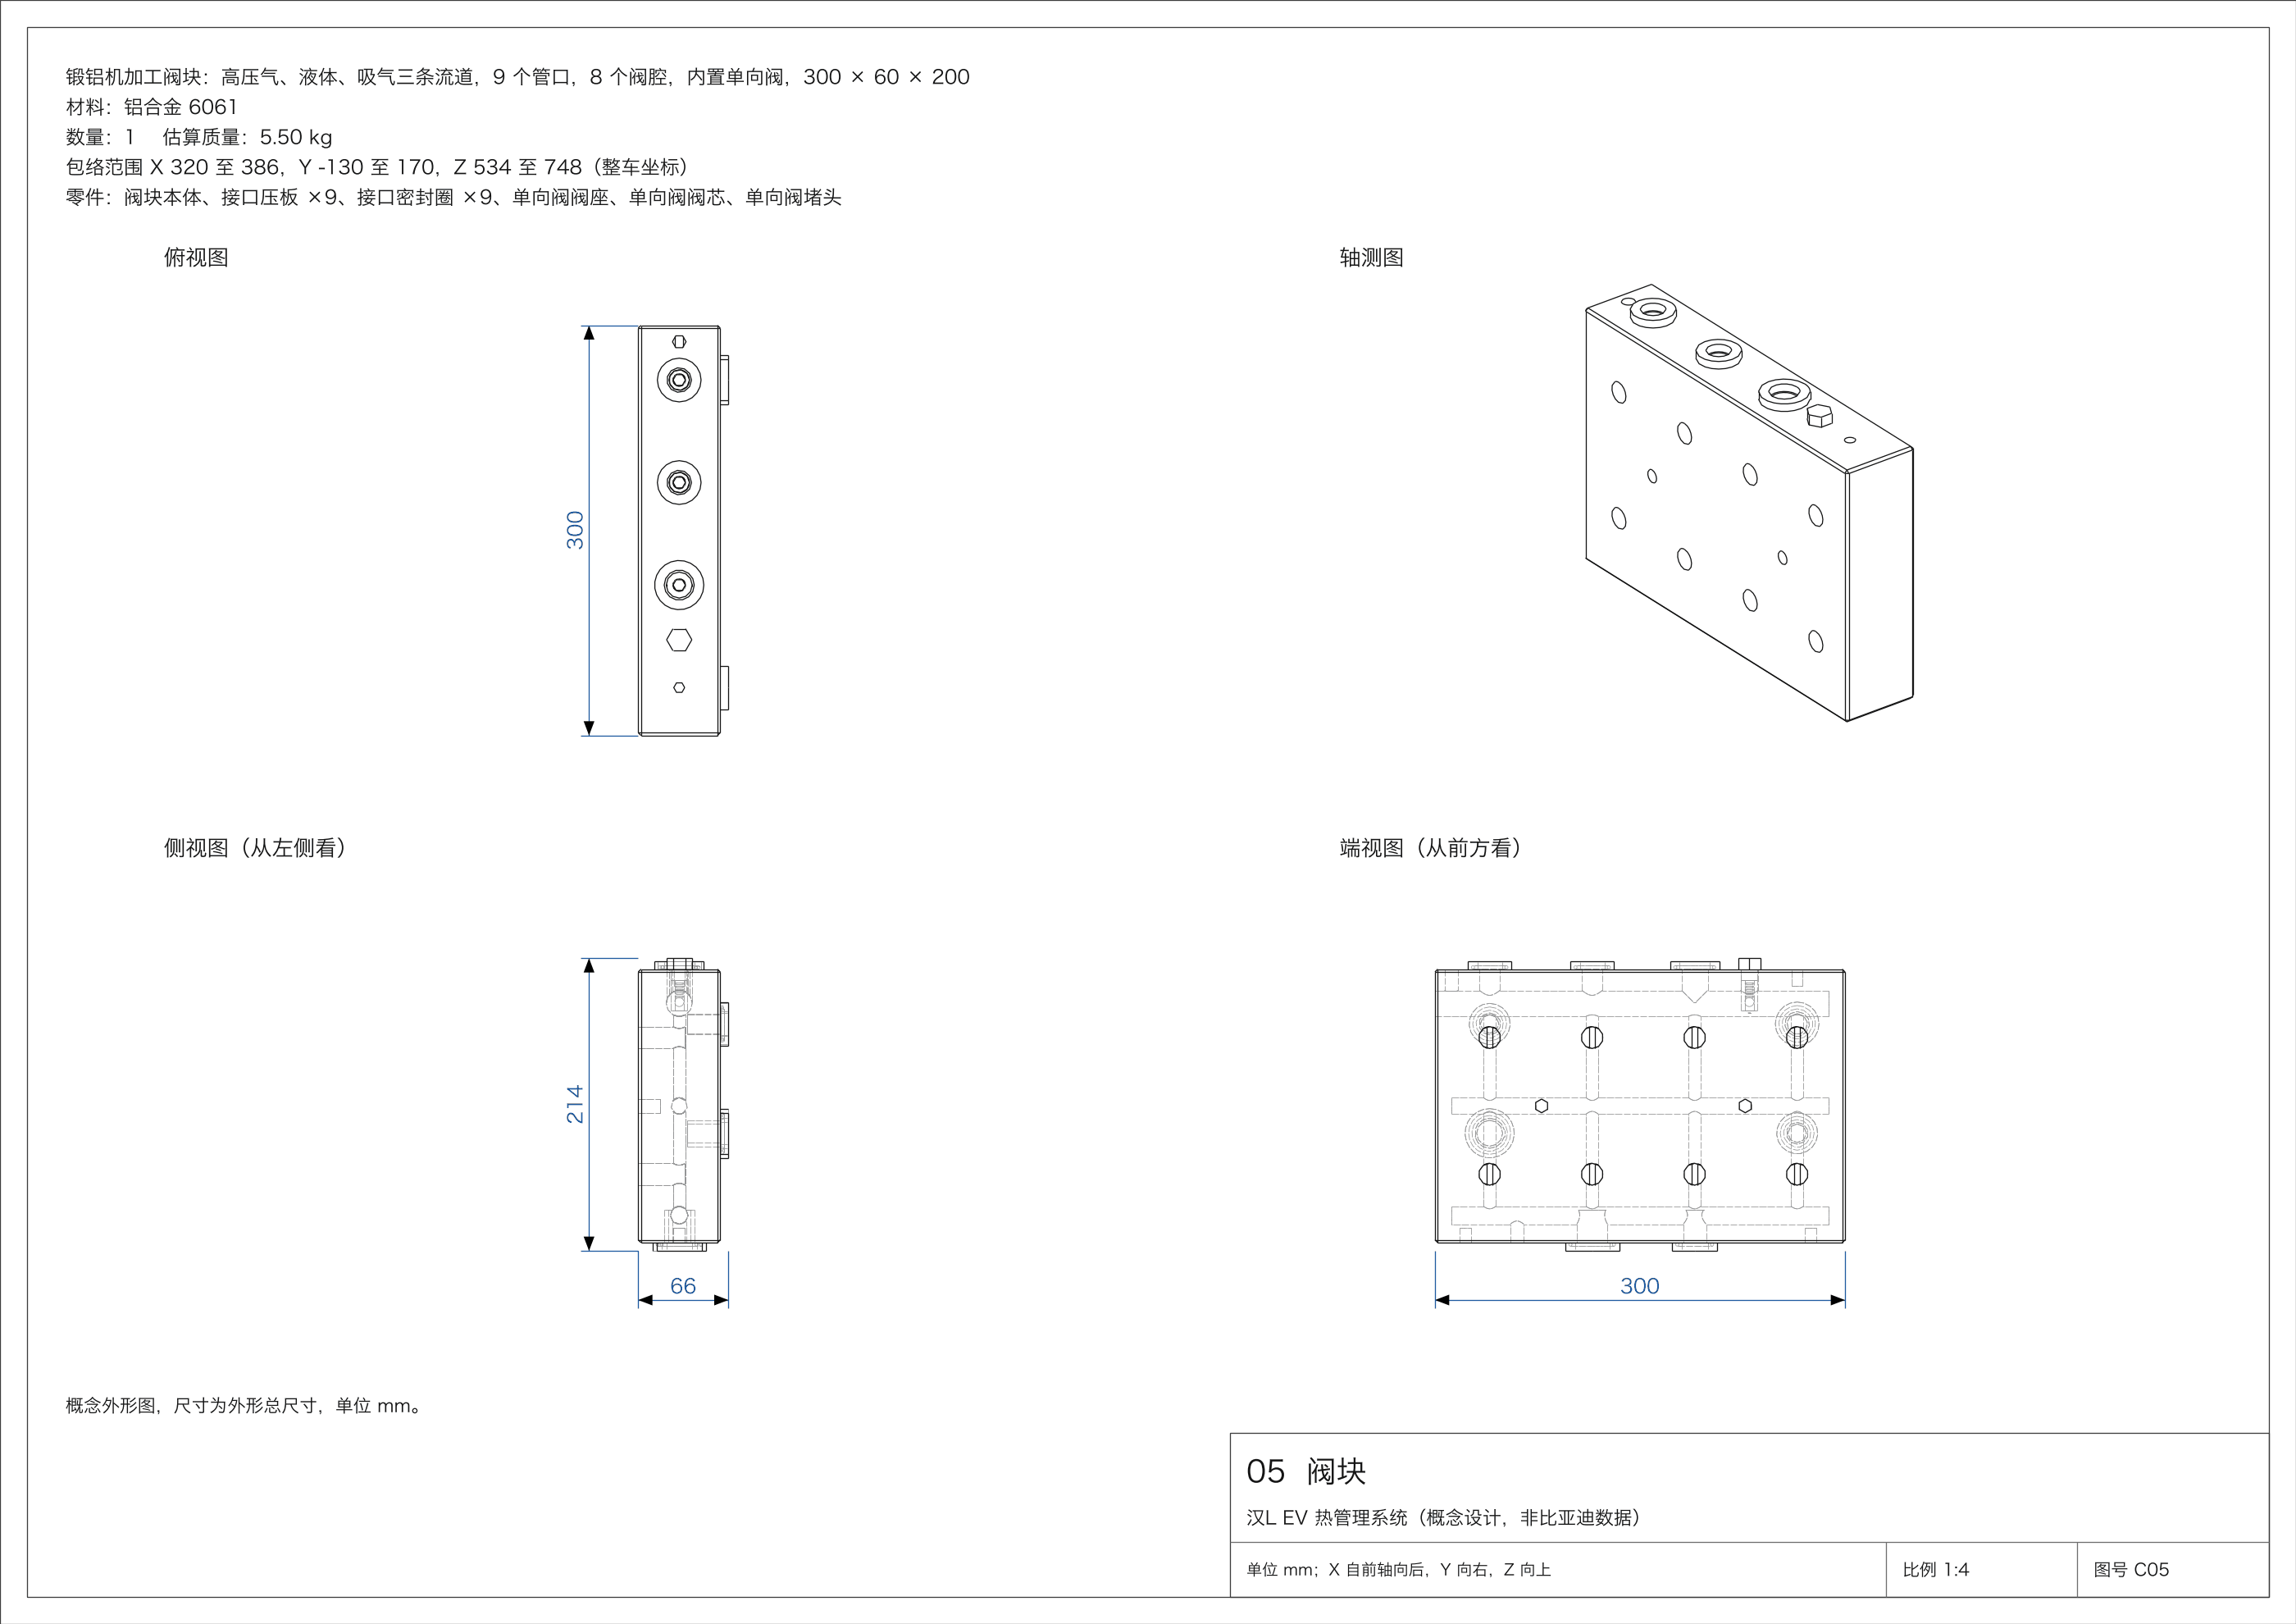 锻铝机加工阀块：高压气、液体、吸气三条流道，9 个管口，8 个阀腔，内置单向阀，300 × 60 × 200
材料：铝合金 6061
数量：1 估算质量：5.50 kg
包络范围 X 320 至 386，Y -130 至 170，Z 534 至 748（整车坐标）
零件：阀块本体、接口压板 ×9、接口密封圈 ×9、单向阀阀座、单向阀阀芯、单向阀堵头
俯视图
轴测图
300
侧视图（从左侧看）
端视图（从前方看）
214
66
300
概念外形图，尺寸为外形总尺寸，单位 mm。
05 阀块
汉L EV 热管理系统（概念设计，非比亚迪数据）
单位 mm；X 自前轴向后，Y 向右，Z 向上
比例 1:4
图号 C05